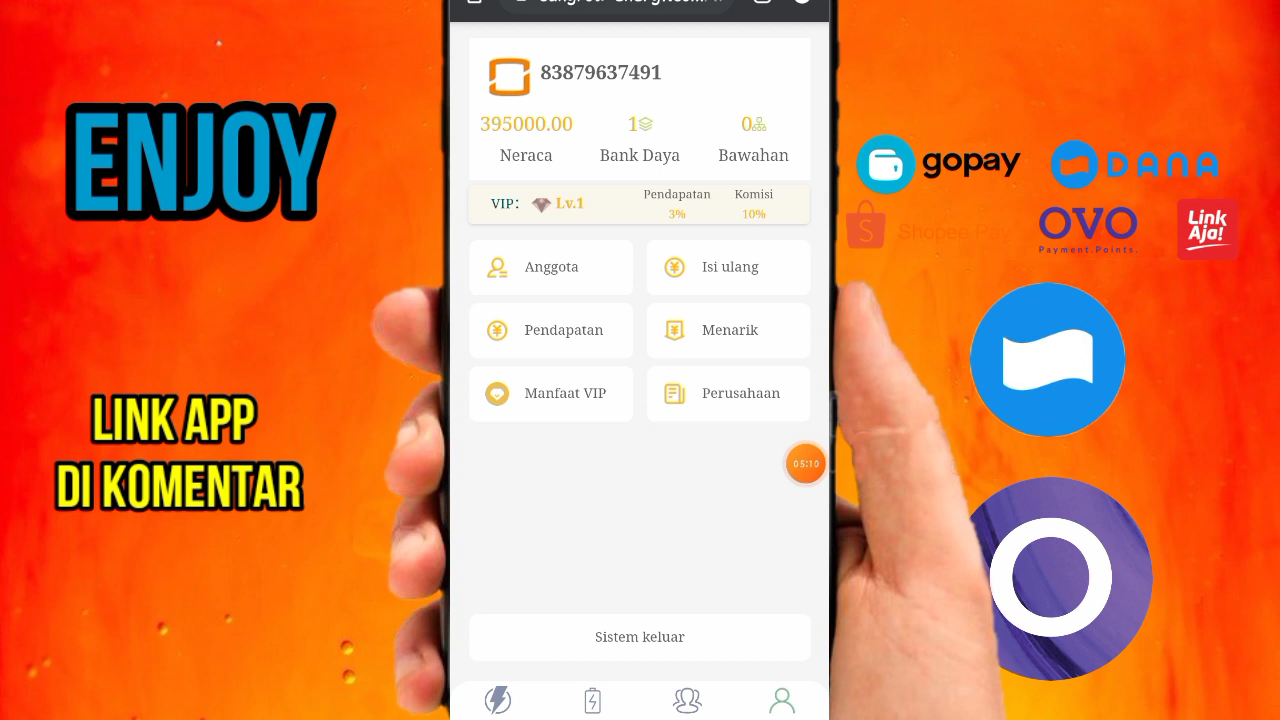 ENJOY
LINK APP
DI KOMENTAR
83879637491
395000.00
1
0
Neraca
Bank Daya
Bawahan
VIP:
Lv.1
Pendapatan
3%
Komisi
10%
Anggota
Isi ulang
Pendapatan
Menarik
Manfaat VIP
Perusahaan
05:10
Sistem keluar
gopay
DANA
S
Shopee Pay
OVO
Payment.Points.
Link
Aja!